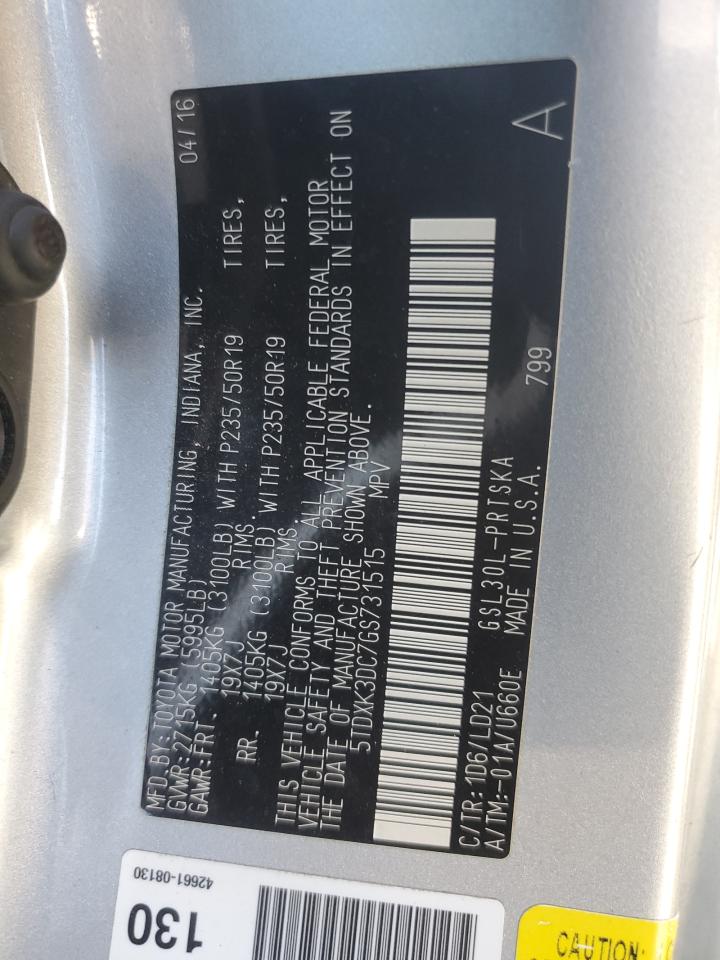 MFD BY: TOYOTA MOTOR MANUFACTURING, INDIANA, INC. 04/16
GVWR: 2715KG (5995LB)
GAWR: FRT. 1405KG (3100LB) WITH P235/50R19 TIRES,
19X7J RIMS
RR. 1405KG (3100LB) WITH P235/50R19 TIRES,
19X7J RIMS
THIS VEHICLE CONFORMS TO ALL APPLICABLE FEDERAL MOTOR
VEHICLE SAFETY AND THEFT PREVENTION STANDARDS IN EFFECT ON
THE DATE OF MANUFACTURE SHOWN ABOVE.
5TDXK3DC7GS731515 MPV
C/TR:1D6/LD21 GSL30L-PRTSKA 799 A
A/TM:-01A/U660E MADE IN U.S.A.
42661-08130
130
CAUTION: